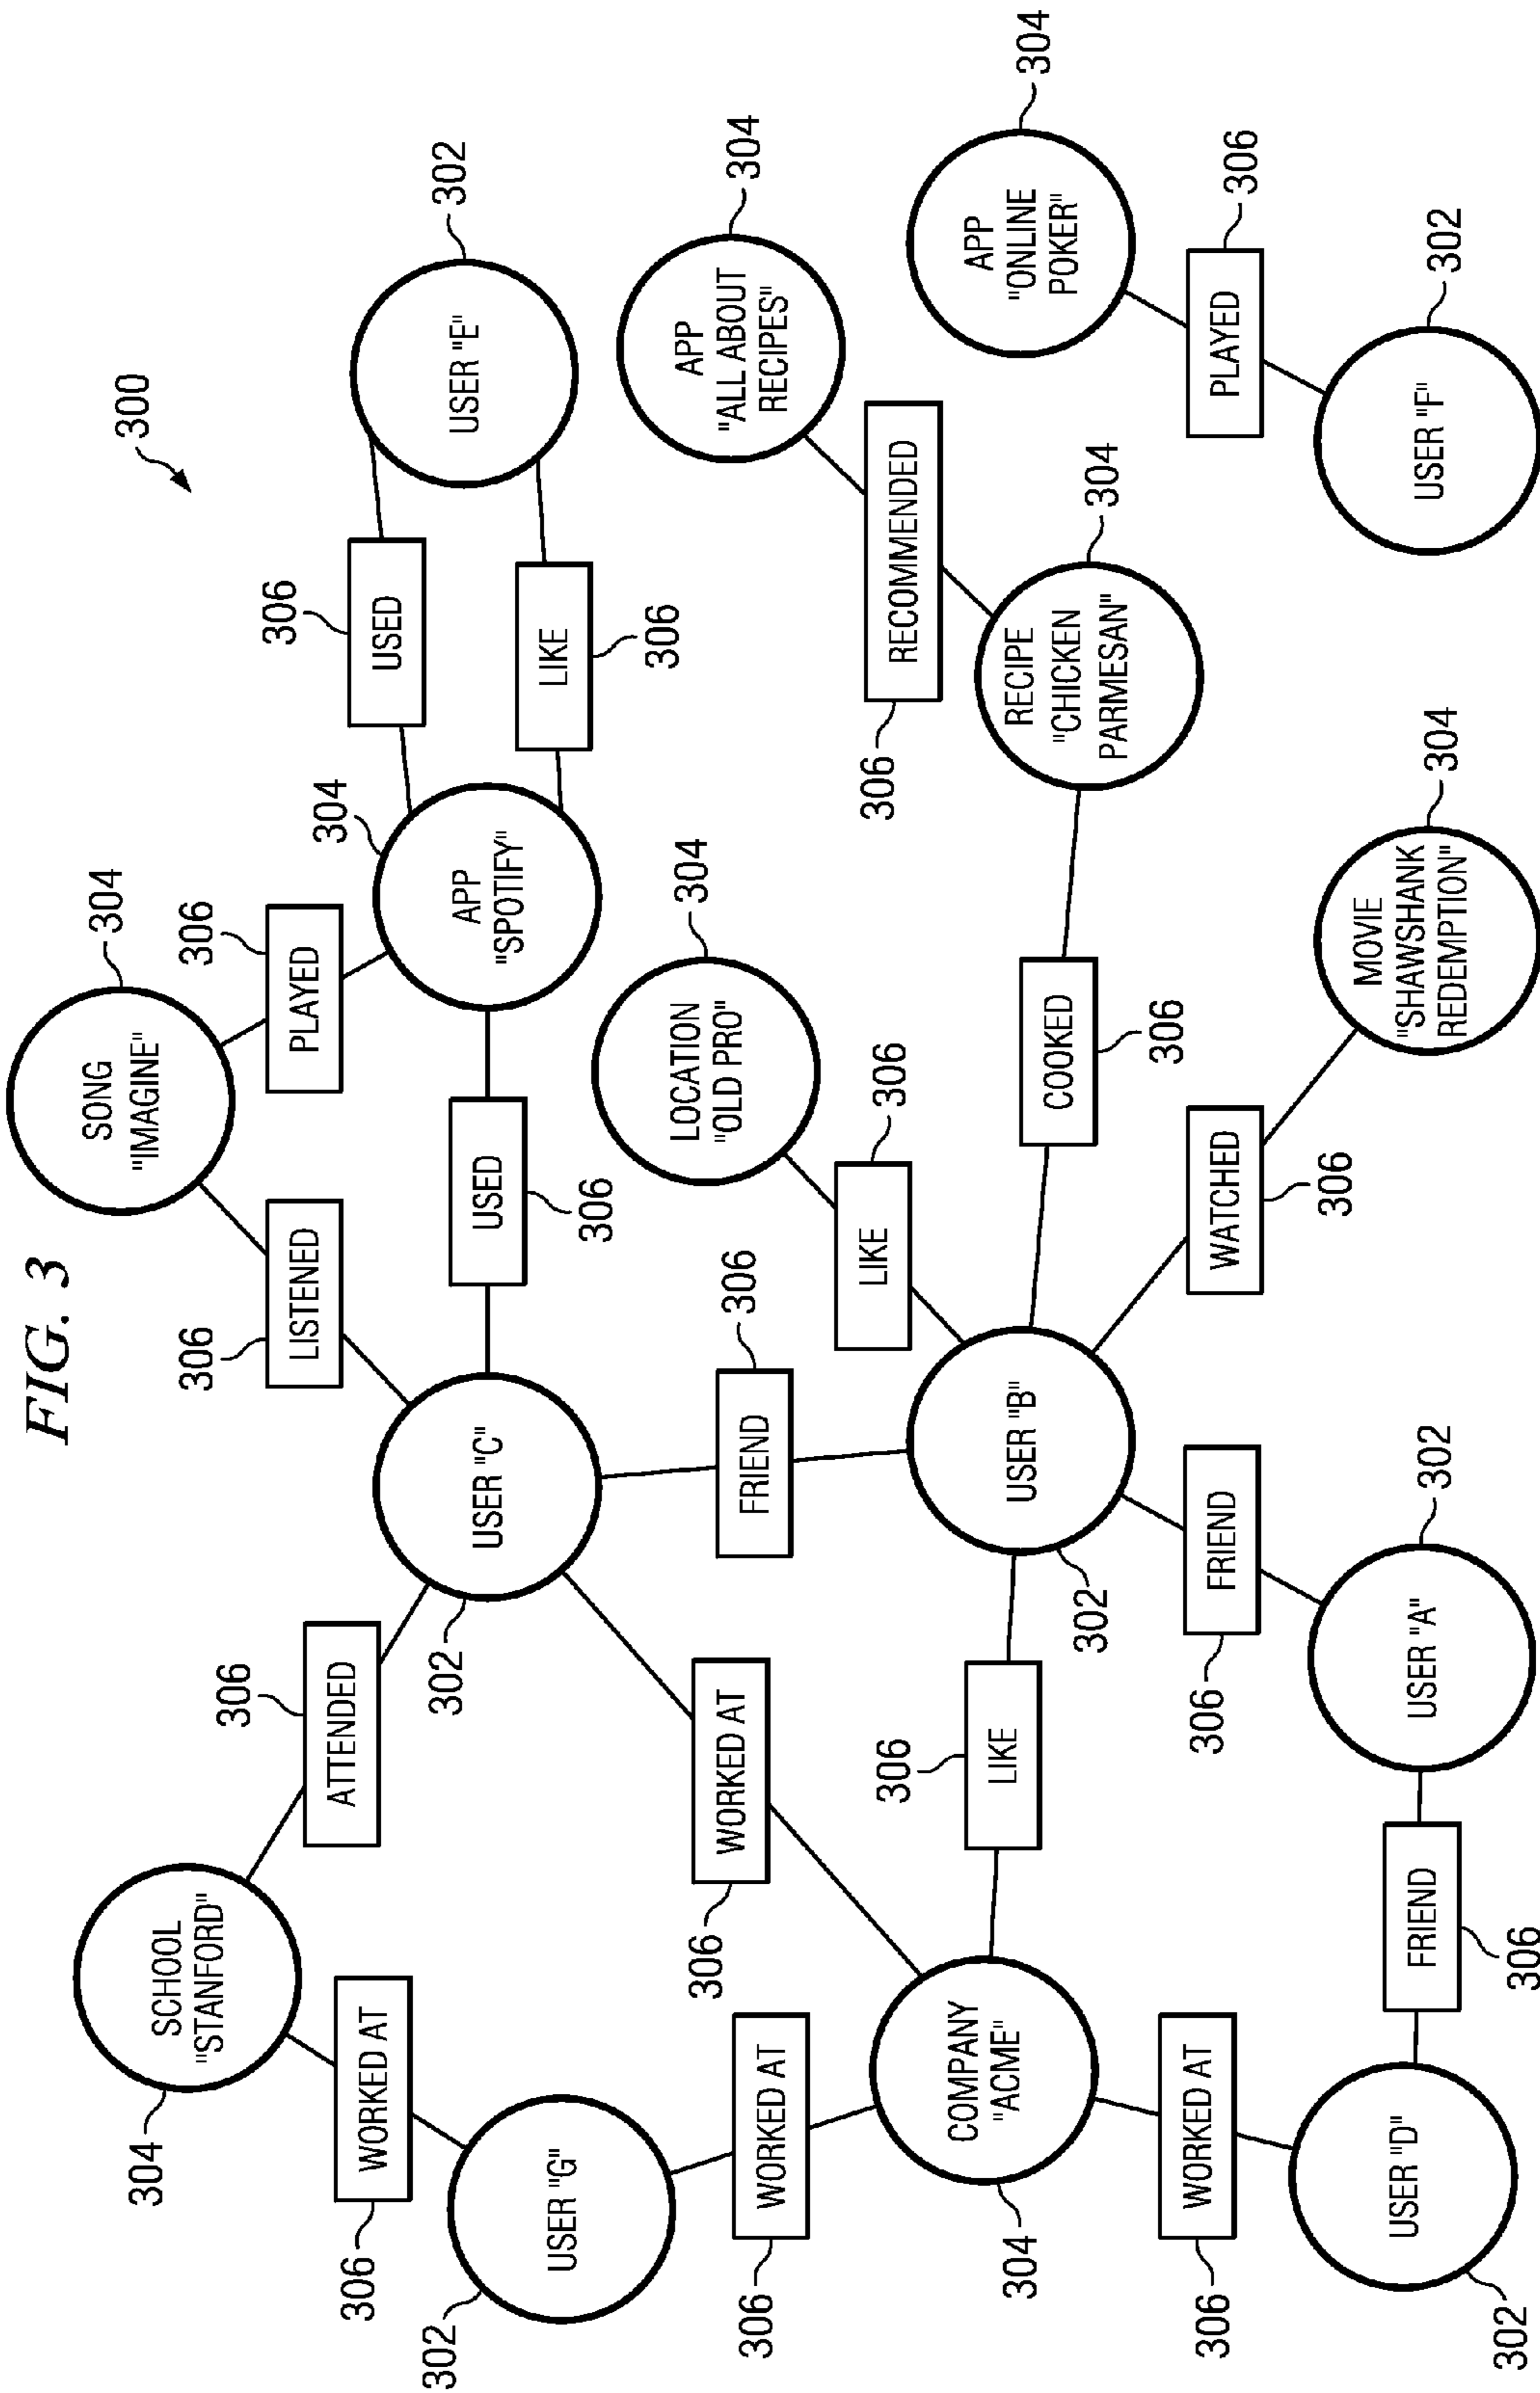 FIG. 3
300
SONG
"IMAGINE"
304
304
SCHOOL
"STANFORD"
306
ATTENDED
306
LISTENED
306
PLAYED
306
USED
306
WORKED AT
302
USER "G"
302
USER "C"
306
USED
304
APP
"SPOTIFY"
306
LIKE
USER "E"
302
306
WORKED AT
306
WORKED AT
FRIEND
306
LOCATION
"OLD PRO"
304
APP
"ALL ABOUT
RECIPES"
304
306
LIKE
LIKE
306
306
RECOMMENDED
304
COMPANY
"ACME"
302
USER "B"
COOKED
306
RECIPE
"CHICKEN
PARMESAN"
304
APP
"ONLINE
POKER"
304
306
WORKED AT
306
FRIEND
WATCHED
306
PLAYED
306
302
USER "D"
FRIEND
306
USER "A"
302
MOVIE
"SHAWSHANK
REDEMPTION"
304
USER "F"
302